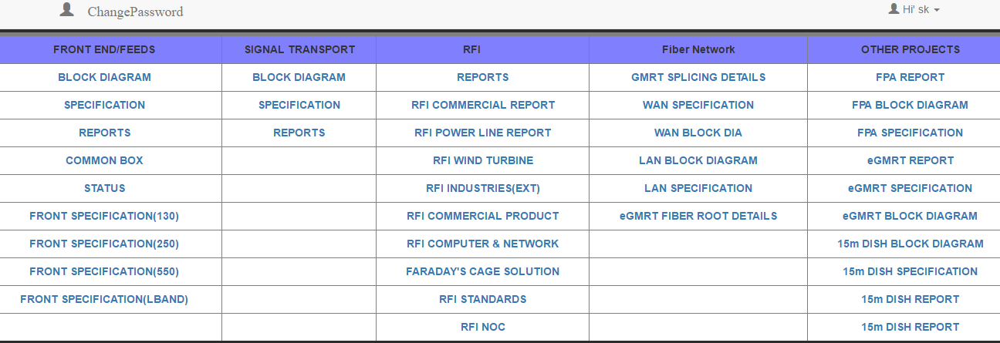 ChangePassword Hi' sk
FRONT END/FEEDS SIGNAL TRANSPORT RFI Fiber Network OTHER PROJECTS
BLOCK DIAGRAM BLOCK DIAGRAM REPORTS GMRT SPLICING DETAILS FPA REPORT
SPECIFICATION SPECIFICATION RFI COMMERCIAL REPORT WAN SPECIFICATION FPA BLOCK DIAGRAM
REPORTS REPORTS RFI POWER LINE REPORT WAN BLOCK DIA FPA SPECIFICATION
COMMON BOX RFI WIND TURBINE LAN BLOCK DIAGRAM eGMRT REPORT
STATUS RFI INDUSTRIES(EXT) LAN SPECIFICATION eGMRT SPECIFICATION
FRONT SPECIFICATION(130) RFI COMMERCIAL PRODUCT eGMRT FIBER ROOT DETAILS eGMRT BLOCK DIAGRAM
FRONT SPECIFICATION(250) RFI COMPUTER & NETWORK 15m DISH BLOCK DIAGRAM
FRONT SPECIFICATION(550) FARADAY'S CAGE SOLUTION 15m DISH SPECIFICATION
FRONT SPECIFICATION(LBAND) RFI STANDARDS 15m DISH REPORT
RFI NOC 15m DISH REPORT